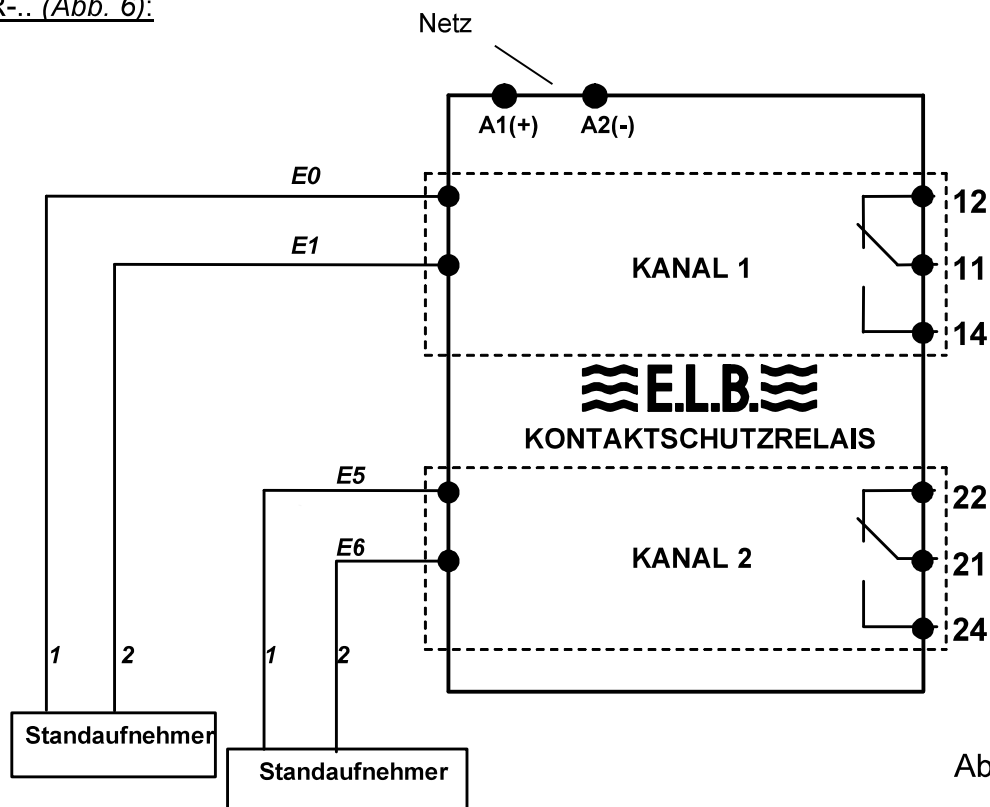 R-.. (Abb. 6):
Netz
A1(+) A2(-)
E0
12
E1
KANAL 1
11
14
E.L.B.
KONTAKTSCHUTZRELAIS
E5
22
E6
KANAL 2
21
24
1 2 1 2
Standaufnehmer
Standaufnehmer
Ab